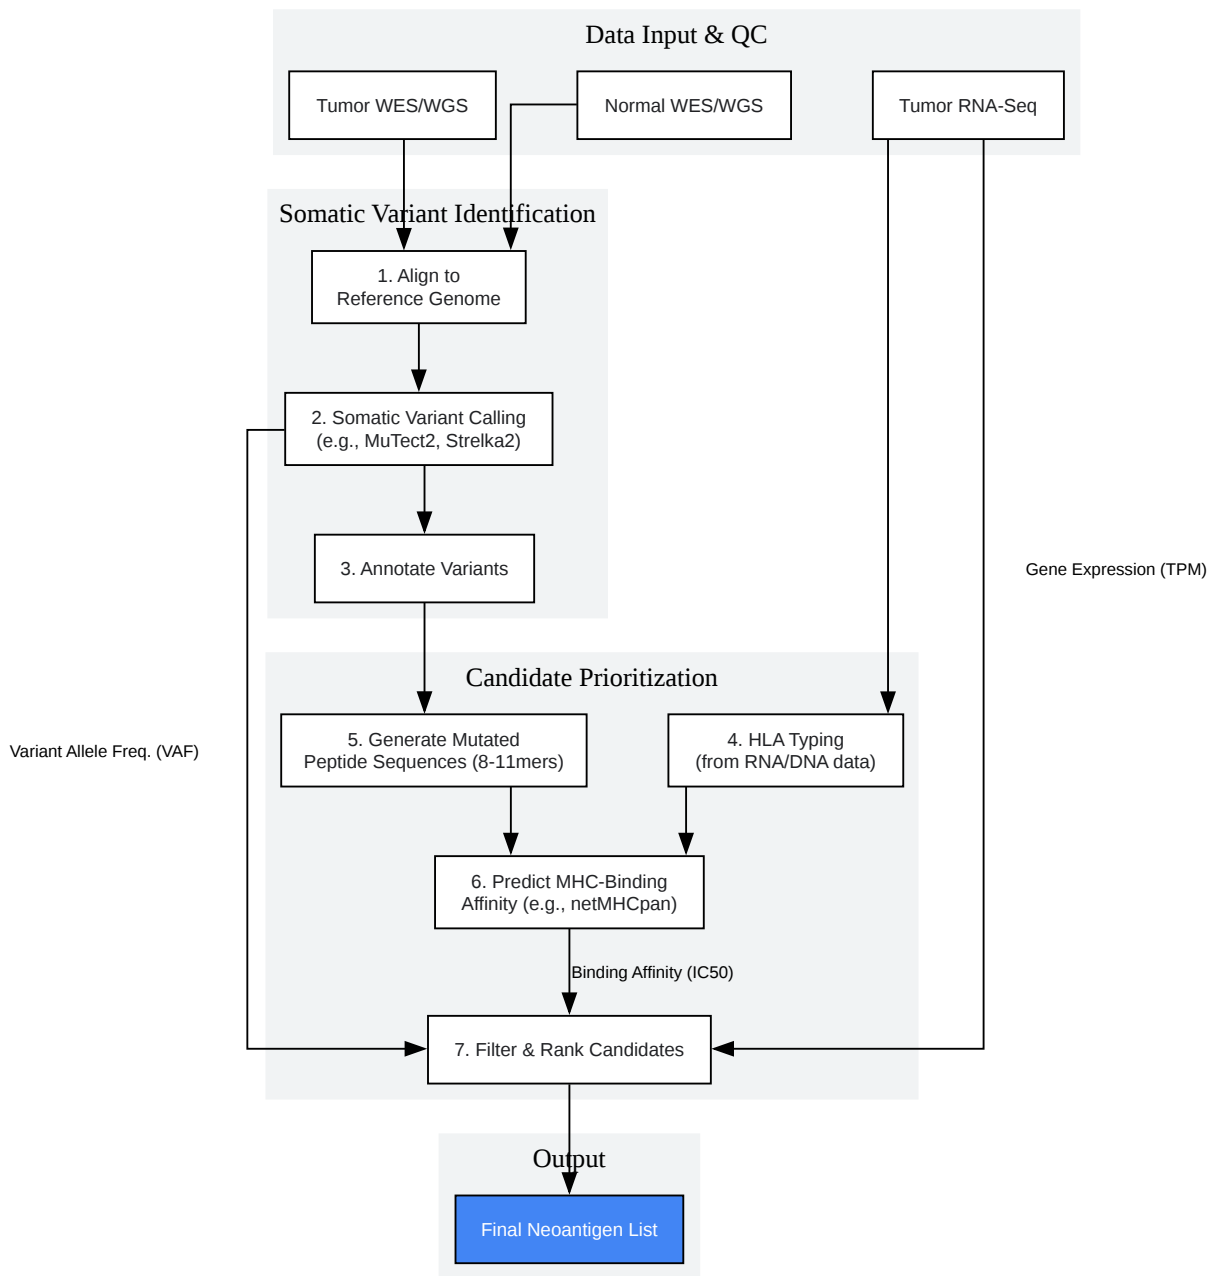 Data Input & QC
Tumor WES/WGS
Normal WES/WGS
Tumor RNA-Seq
Somatic Variant Identification
1. Align to
Reference Genome
2. Somatic Variant Calling
(e.g., MuTect2, Strelka2)
3. Annotate Variants
Gene Expression (TPM)
Candidate Prioritization
Variant Allele Freq. (VAF)
5. Generate Mutated
Peptide Sequences (8-11mers)
4. HLA Typing
(from RNA/DNA data)
6. Predict MHC-Binding
Affinity (e.g., netMHCpan)
Binding Affinity (IC50)
7. Filter & Rank Candidates
Output
Final Neoantigen List